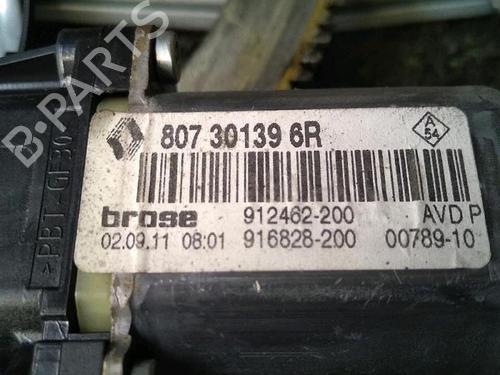 B-PARTS
>PBT-GF30
807 30139 6R
A
54
brose 912462-200 AVD P
02.09.11 08:01 916828-200 00789-10